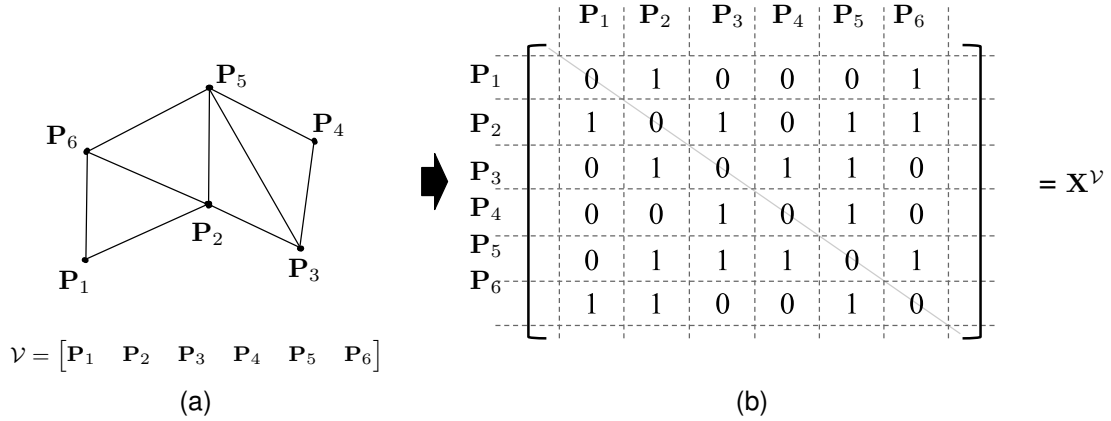 P₅
P₄
P₆
P₂
P₃
P₁
𝒱 = [P₁ P₂ P₃ P₄ P₅ P₆]
(a)
P₁ P₂ P₃ P₄ P₅ P₆
P₁ 0 1 0 0 0 1
P₂ 1 0 1 0 1 1
P₃ 0 1 0 1 1 0
P₄ 0 0 1 0 1 0
P₅ 0 1 1 1 0 1
P₆ 1 1 0 0 1 0
= X^𝒱
(b)